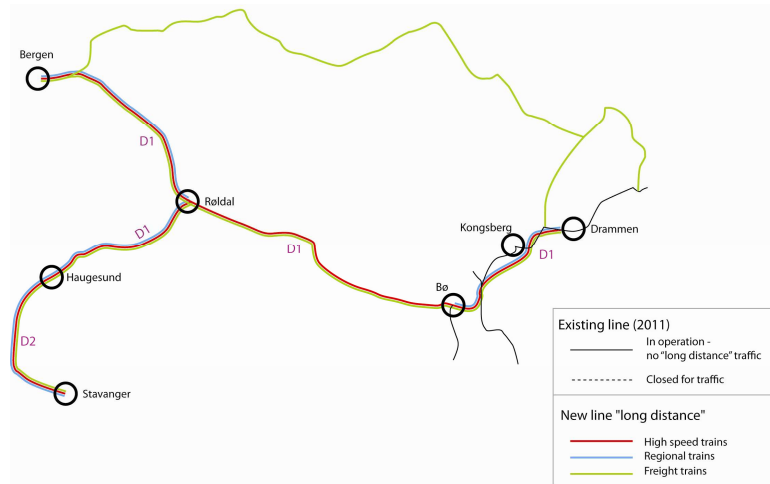 Bergen
D1
Røldal
D1
D1
Kongsberg
Drammen
D1
Haugesund
Bø
D2
Stavanger
Existing line (2011)
In operation -
no "long distance" traffic
Closed for traffic
New line "long distance"
High speed trains
Regional trains
Freight trains